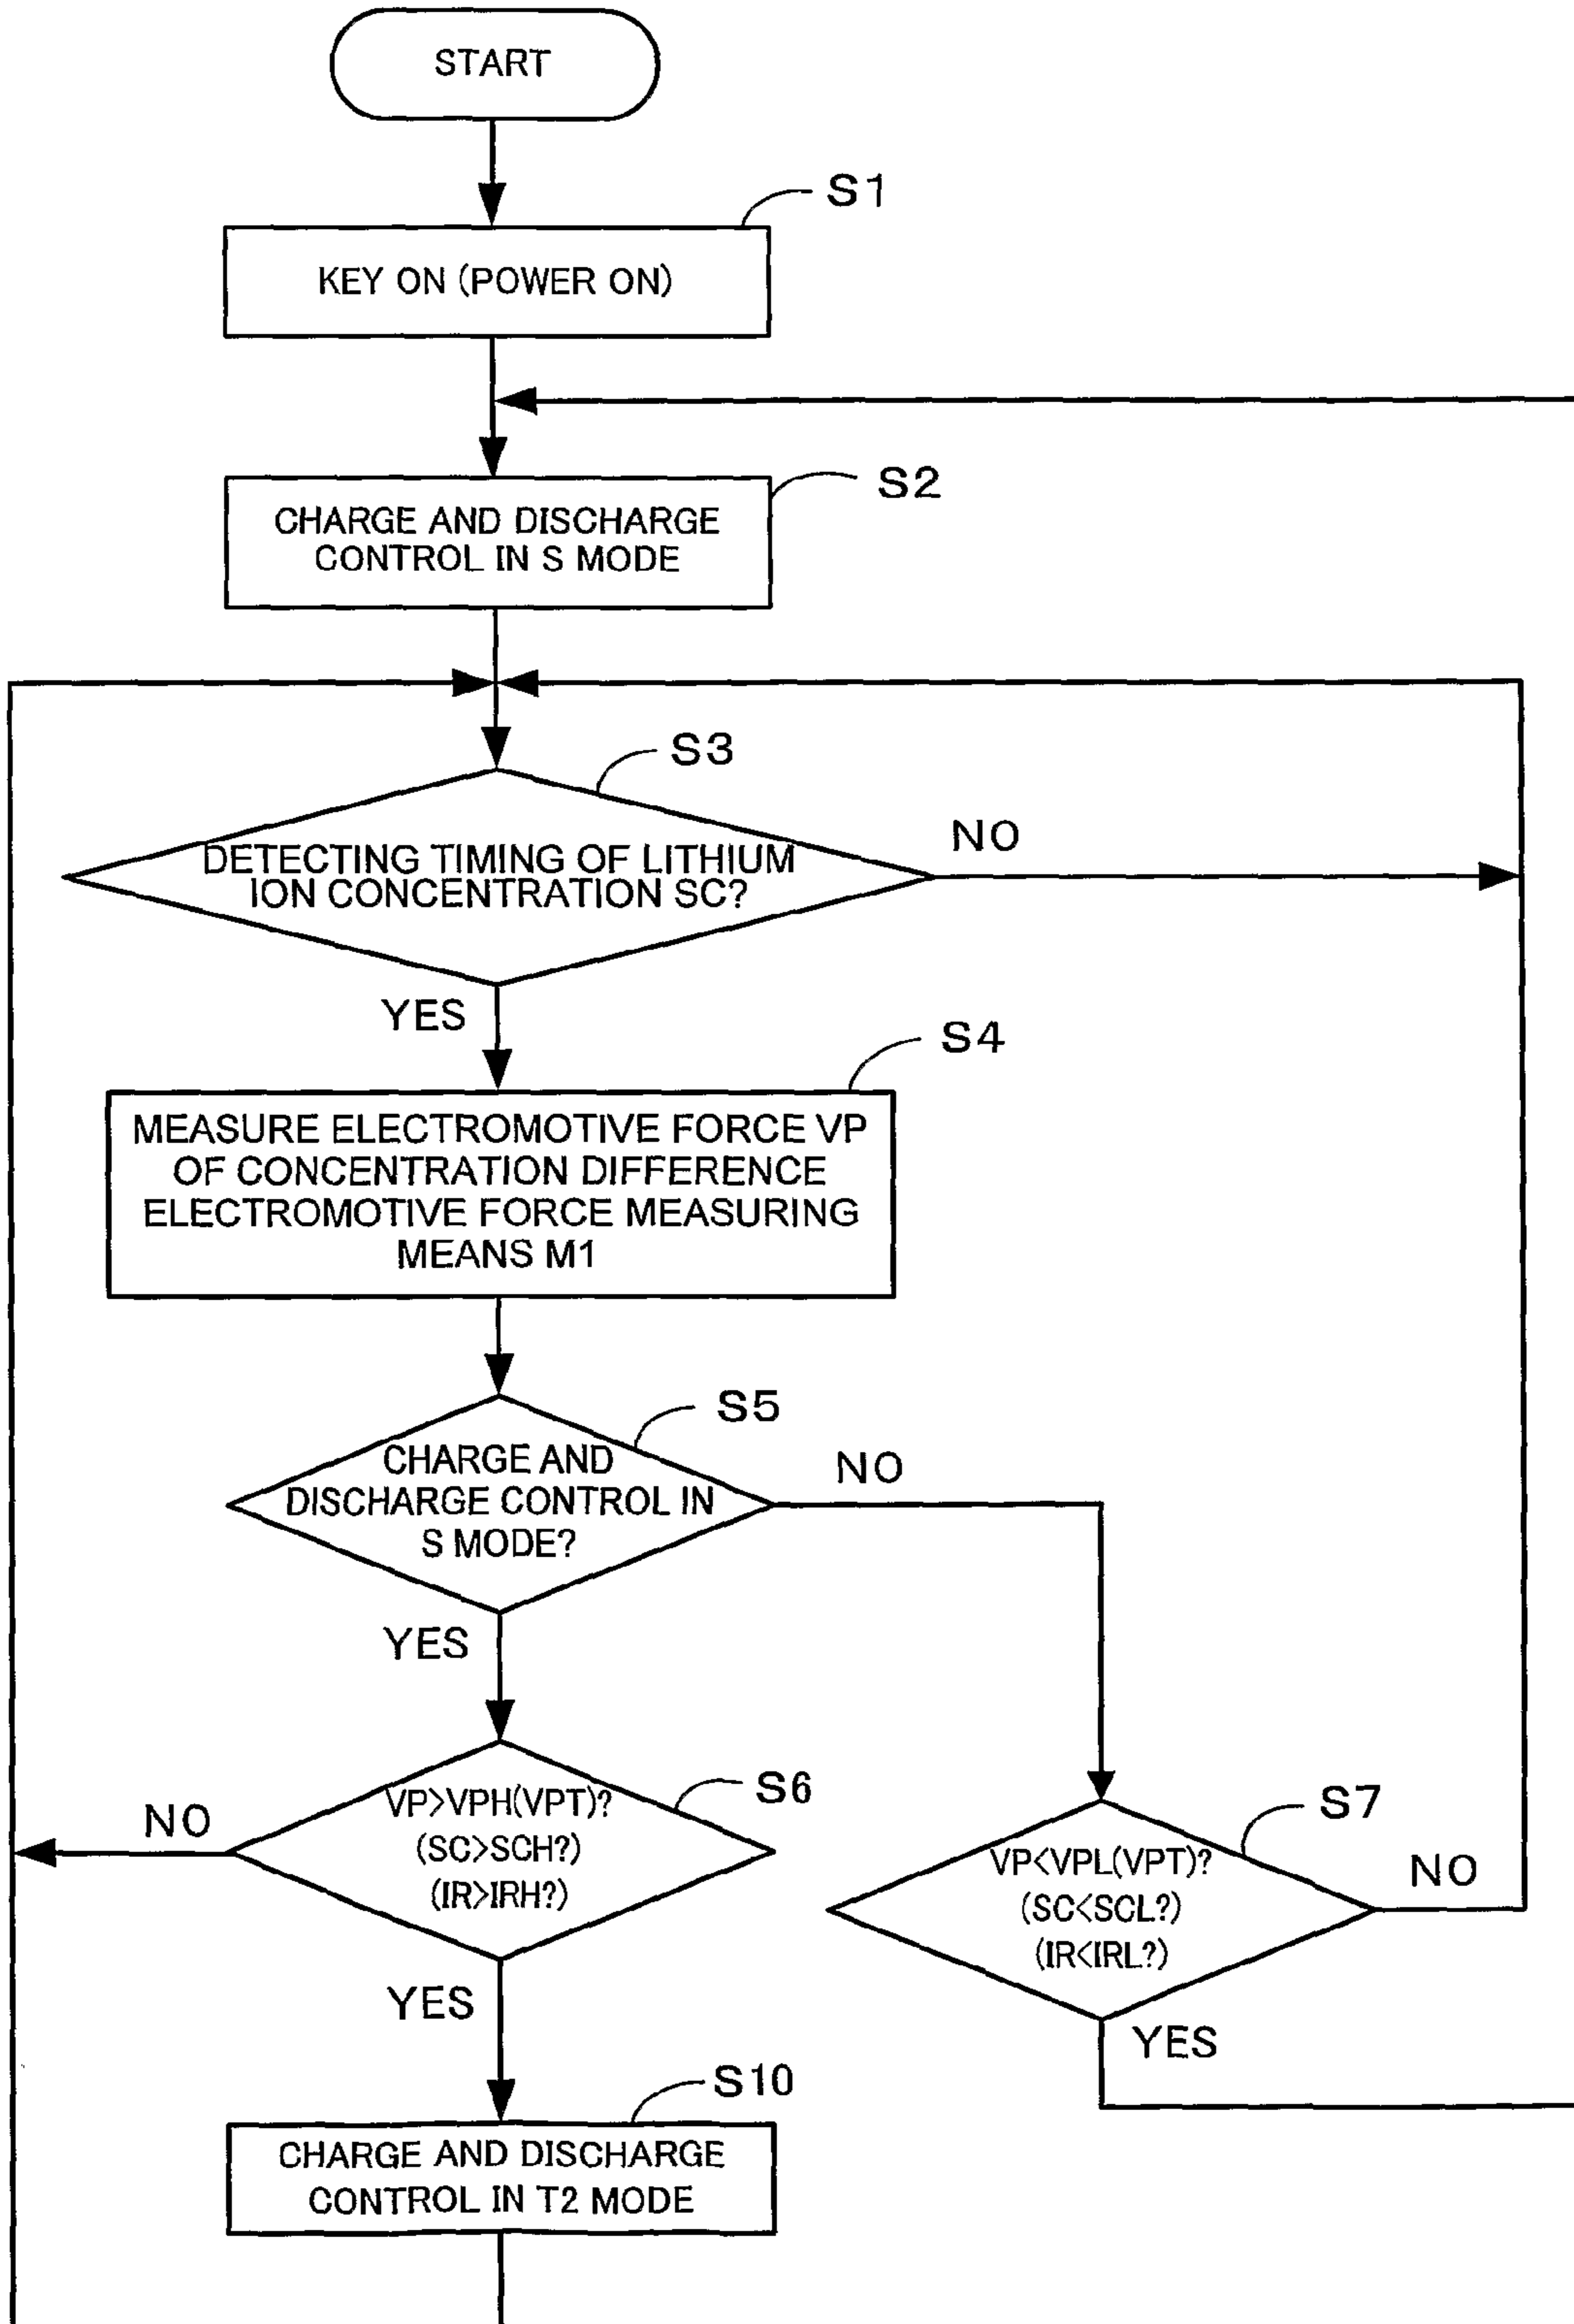 START
S1
KEY ON (POWER ON)
S2
CHARGE AND DISCHARGE
CONTROL IN S MODE
S3
DETECTING TIMING OF LITHIUM
ION CONCENTRATION SC?
NO
YES
S4
MEASURE ELECTROMOTIVE FORCE VP
OF CONCENTRATION DIFFERENCE
ELECTROMOTIVE FORCE MEASURING
MEANS M1
S5
CHARGE AND
DISCHARGE CONTROL IN
S MODE?
NO
YES
S6
VP>VPH(VPT)?
(SC>SCH?)
(IR>IRH?)
NO
YES
S7
VP<VPL(VPT)?
(SC<SCL?)
(IR<IRL?)
NO
YES
S10
CHARGE AND DISCHARGE
CONTROL IN T2 MODE